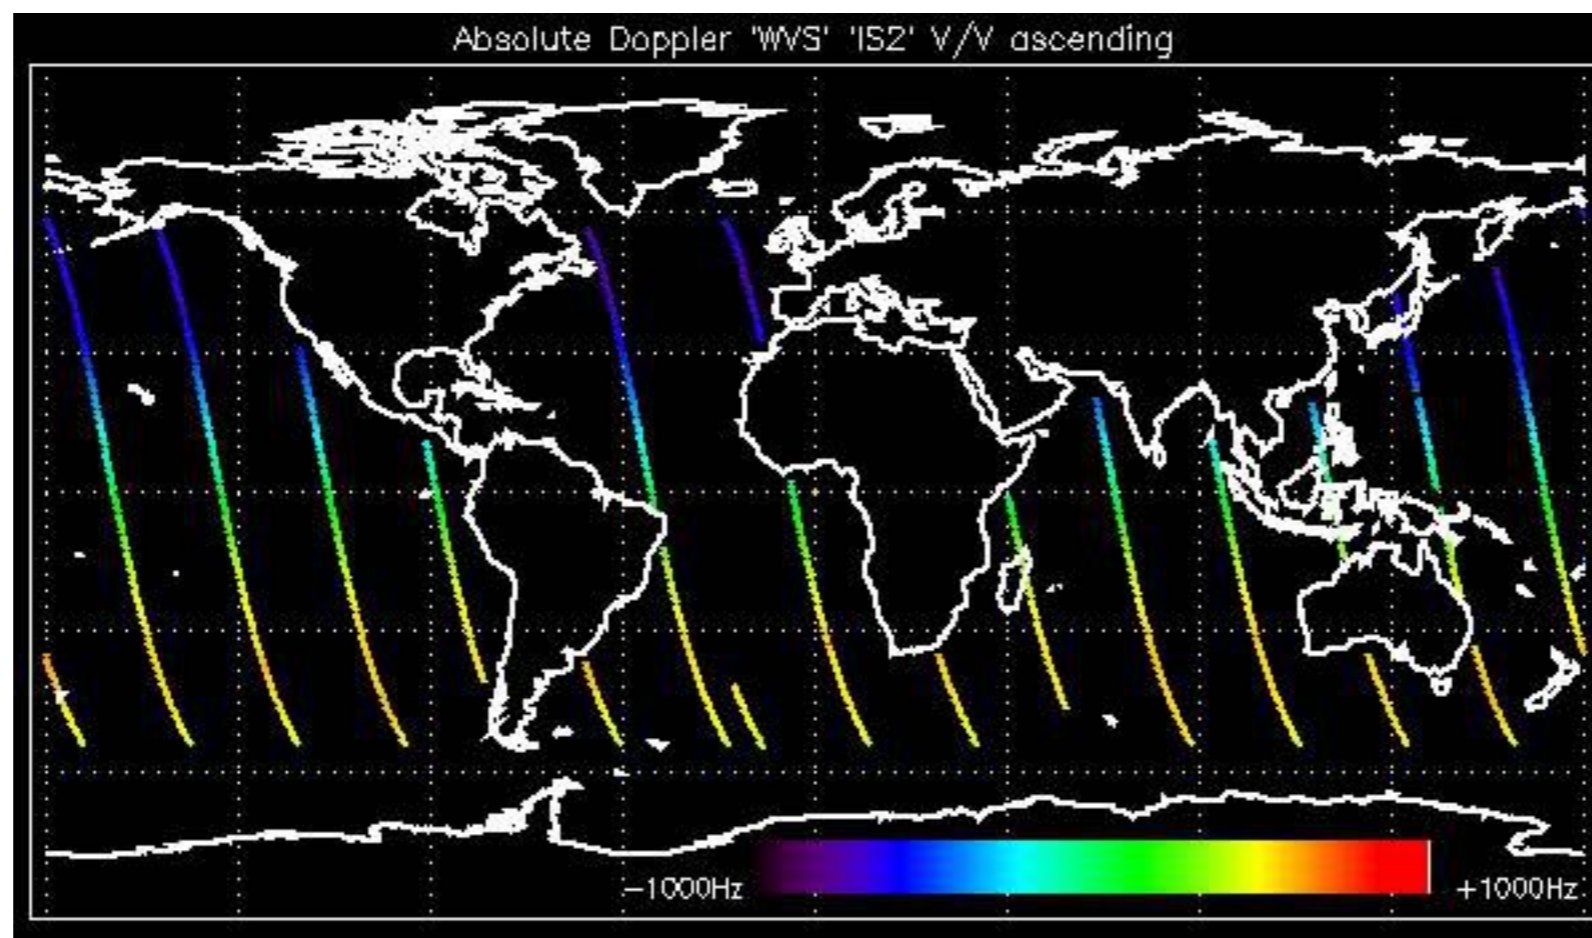 Absolute Doppler 'WVS' 'IS2' V/V ascending
-1000Hz +1000Hz